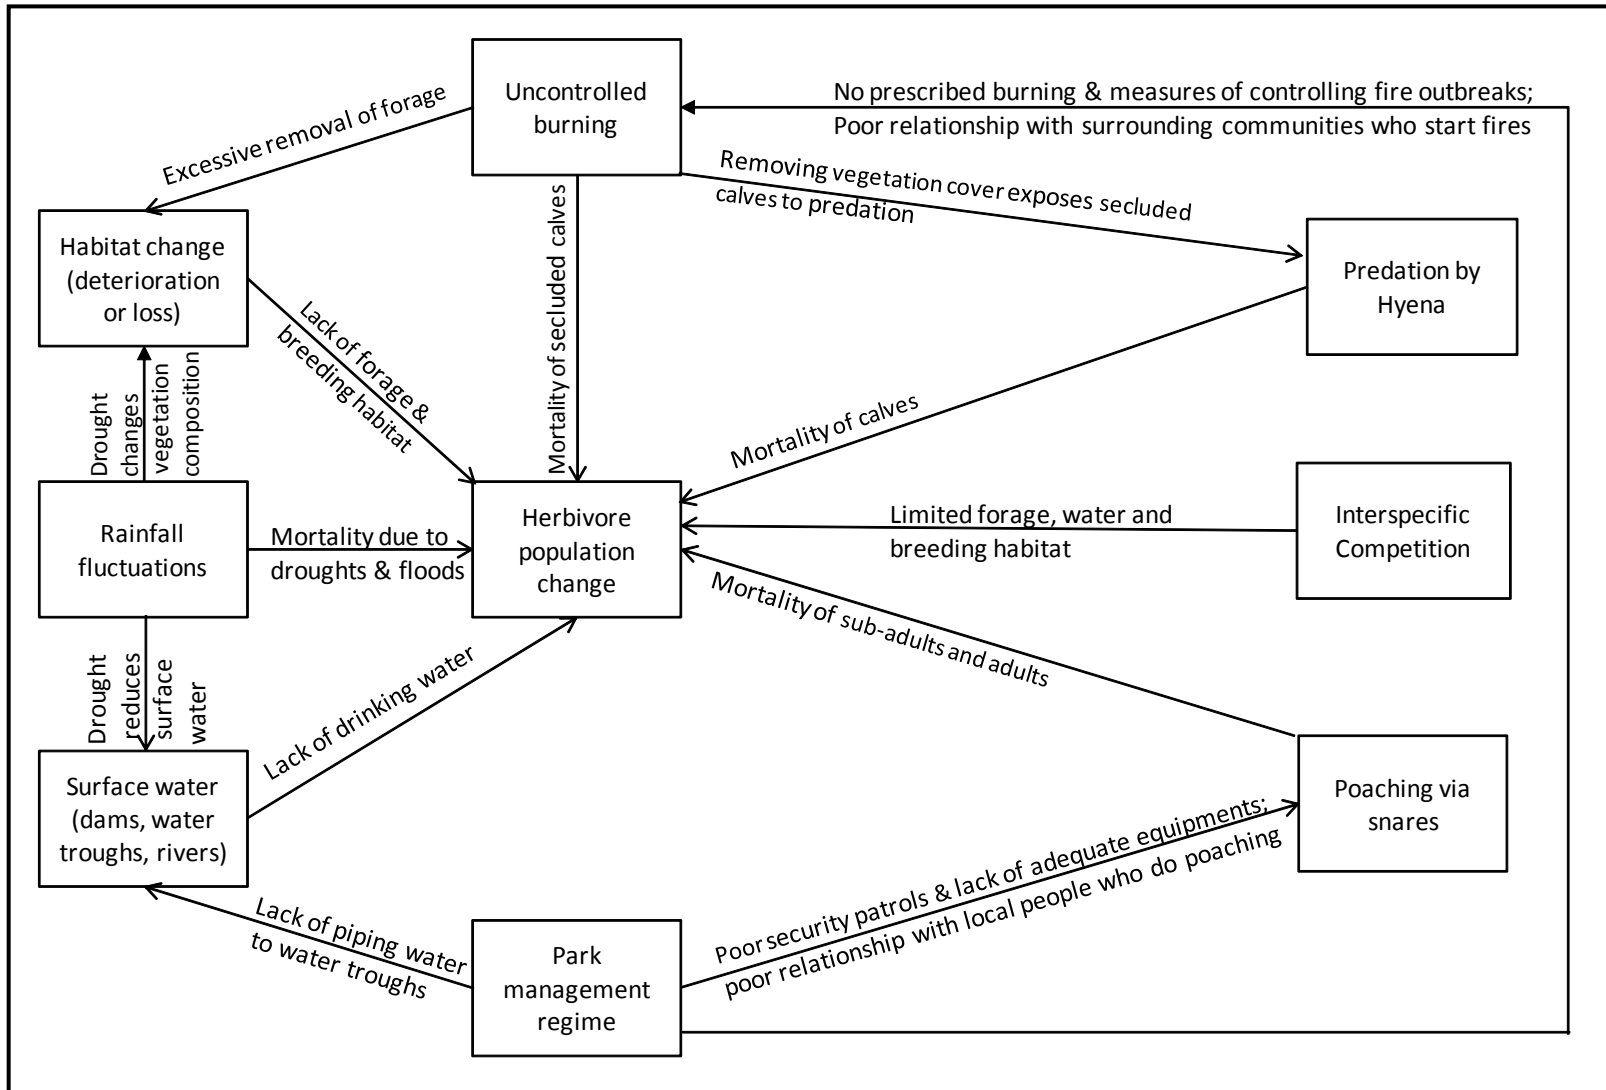 Uncontrolled
burning
No prescribed burning & measures of controlling fire outbreaks;
Poor relationship with surrounding communities who start fires
Excessive removal of forage
Removing vegetation cover exposes secluded
calves to predation
Mortality of secluded calves
Habitat change
(deterioration
or loss)
Predation by
Hyena
Lack of forage &
breeding habitat
Drought
changes
vegetation
composition
Mortality of calves
Rainfall
fluctuations
Mortality due to
droughts & floods
Herbivore
population
change
Limited forage, water and
breeding habitat
Interspecific
Competition
Mortality of sub-adults and adults
Drought
reduces
surface
water
Lack of drinking water
Surface water
(dams, water
troughs, rivers)
Poaching via
snares
Lack of piping water
to water troughs
Park
management
regime
Poor security patrols & lack of adequate equipments;
poor relationship with local people who do poaching